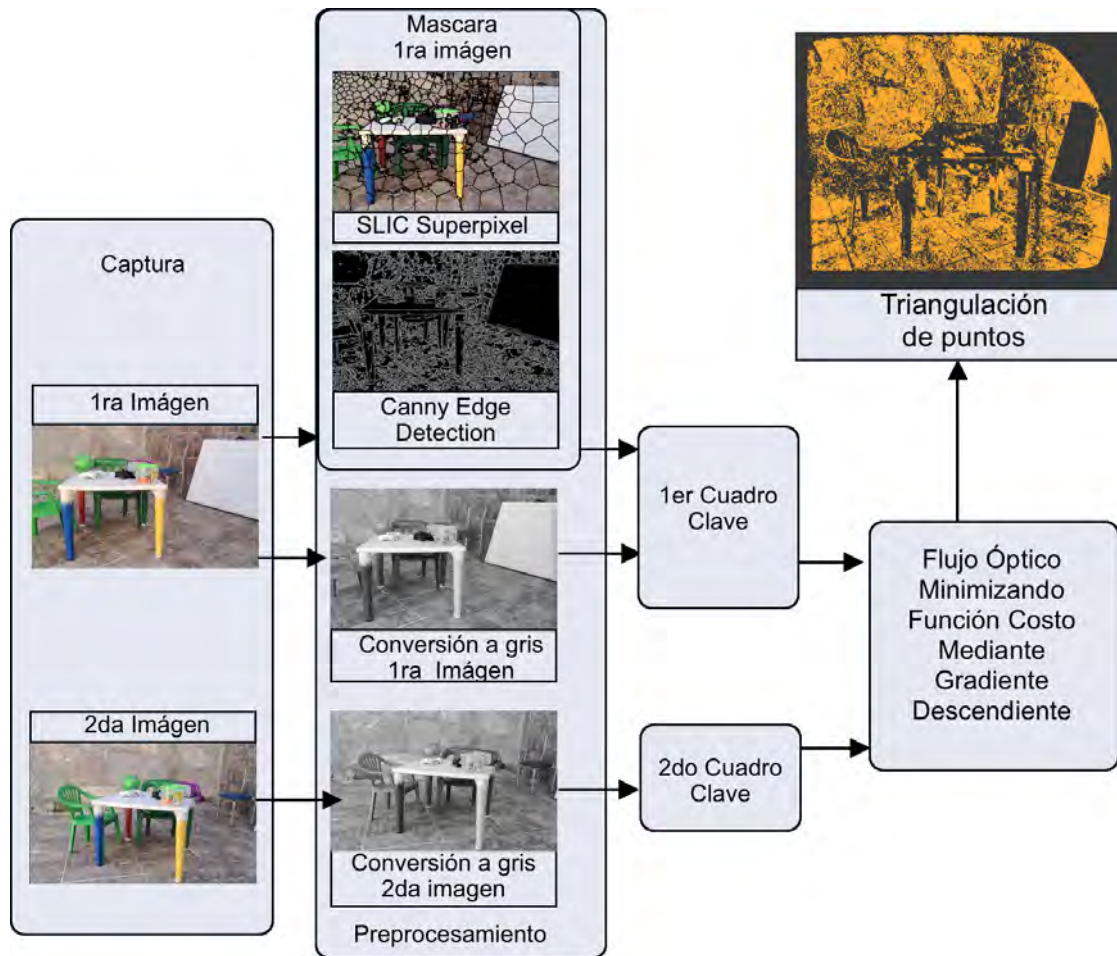 Captura
1ra Imágen
2da Imágen
Mascara
1ra imágen
SLIC Superpixel
Canny Edge
Detection
Conversión a gris
1ra Imágen
Conversión a gris
2da imagen
Preprocesamiento
1er Cuadro
Clave
2do Cuadro
Clave
Flujo Óptico
Minimizando
Función Costo
Mediante
Gradiente
Descendiente
Triangulación
de puntos